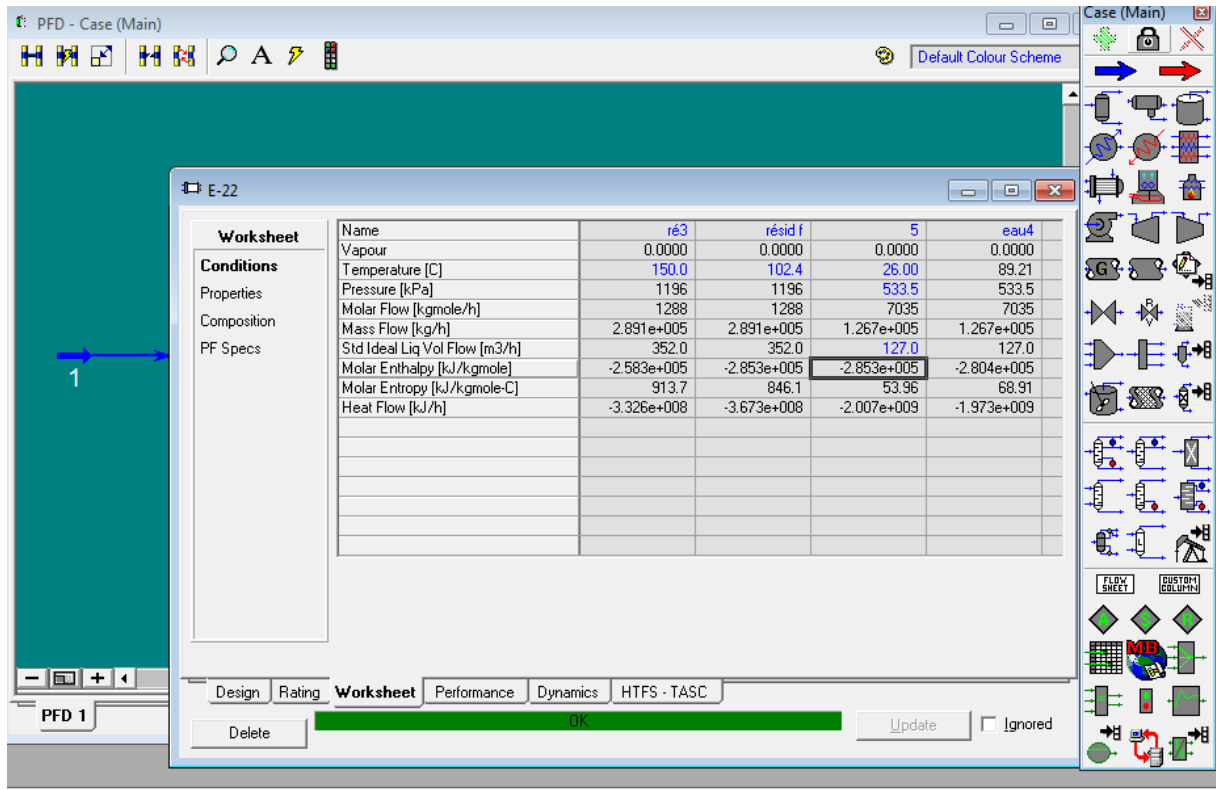 PFD - Case (Main)
Case (Main)
A
Default Colour Scheme
1
E-22
Worksheet
Conditions
Properties
Composition
PF Specs
Name ré3 résid f 5 eau4
Vapour 0.0000 0.0000 0.0000 0.0000
Temperature [C] 150.0 102.4 26.00 89.21
Pressure [kPa] 1196 1196 533.5 533.5
Molar Flow [kgmole/h] 1288 1288 7035 7035
Mass Flow [kg/h] 2.891e+005 2.891e+005 1.267e+005 1.267e+005
Std Ideal Liq Vol Flow [m3/h] 352.0 352.0 127.0 127.0
Molar Enthalpy [kJ/kgmole] -2.583e+005 -2.853e+005 -2.853e+005 -2.804e+005
Molar Entropy [kJ/kgmole-C] 913.7 846.1 53.96 68.91
Heat Flow [kJ/h] -3.326e+008 -3.673e+008 -2.007e+009 -1.973e+009
Design Rating Worksheet Performance Dynamics HTFS - TASC
Delete OK Update Ignored
PFD 1
G
R
FLOW SHEET
CUSTOM COLUMN
A S R
MB